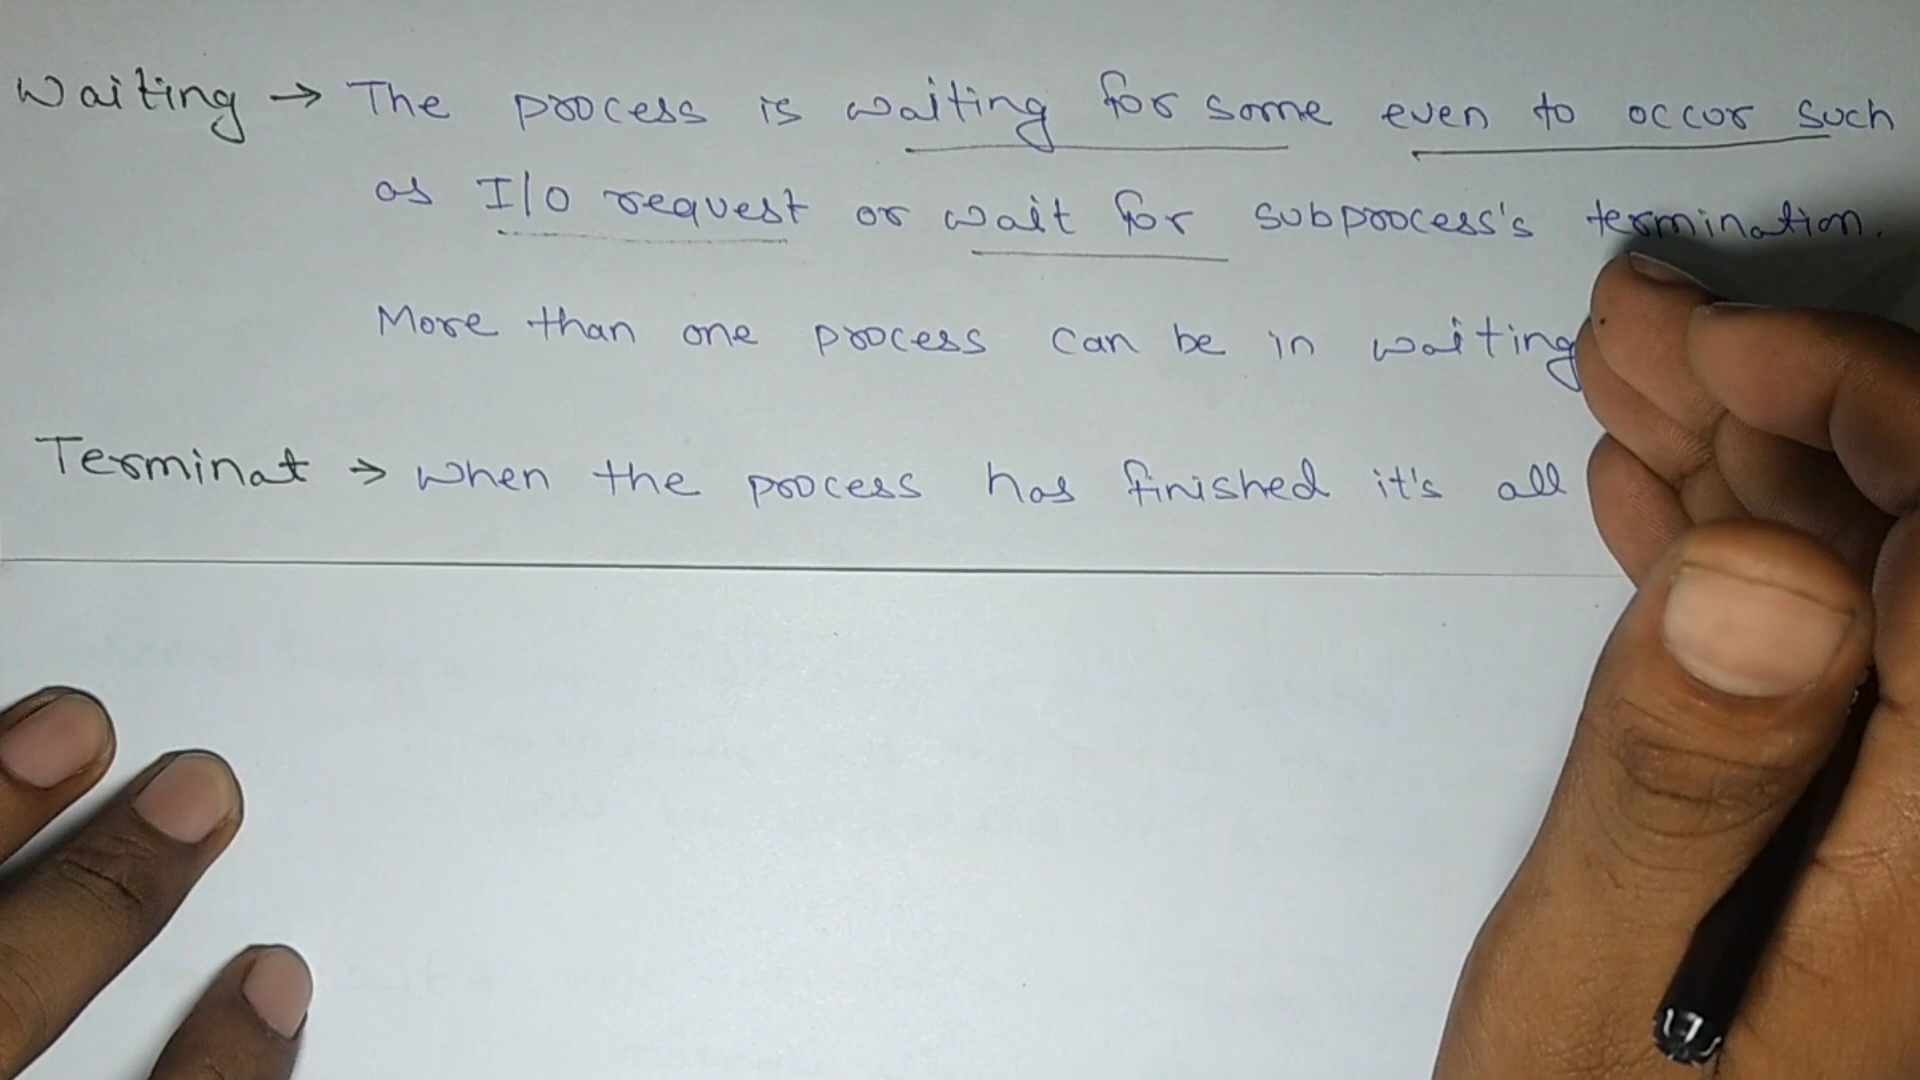 Waiting → The process is waiting for some even to occur such
as I/O request or wait for subprocess's termination.
More than one process can be in waiting
Terminat → When the process has finished it's all